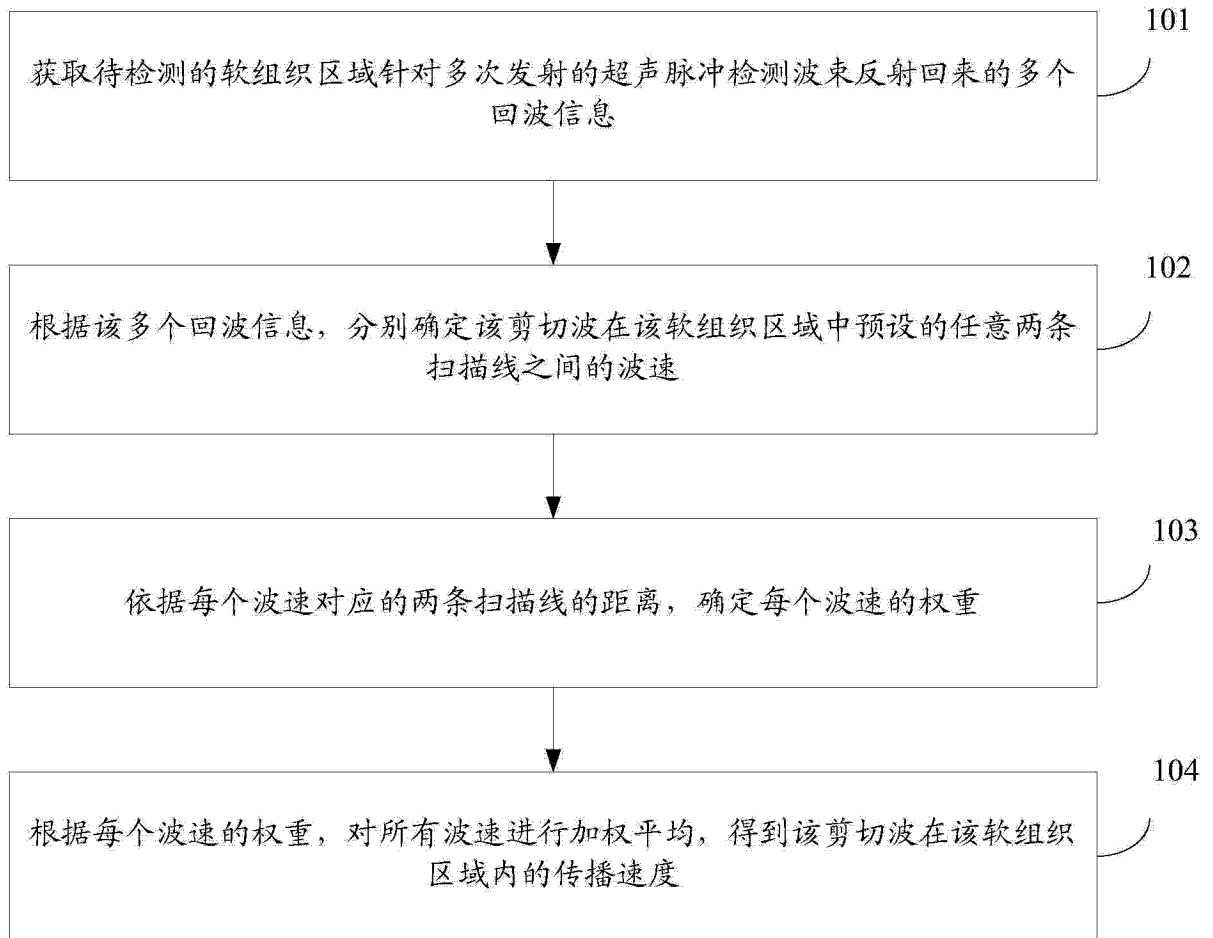 101
获取待检测的软组织区域针对多次发射的超声脉冲检测波束反射回来的多个
回波信息
102
根据该多个回波信息，分别确定该剪切波在该软组织区域中预设的任意两条
扫描线之间的波速
103
依据每个波速对应的两条扫描线的距离，确定每个波速的权重
104
根据每个波速的权重，对所有波速进行加权平均，得到该剪切波在该软组织
区域内的传播速度